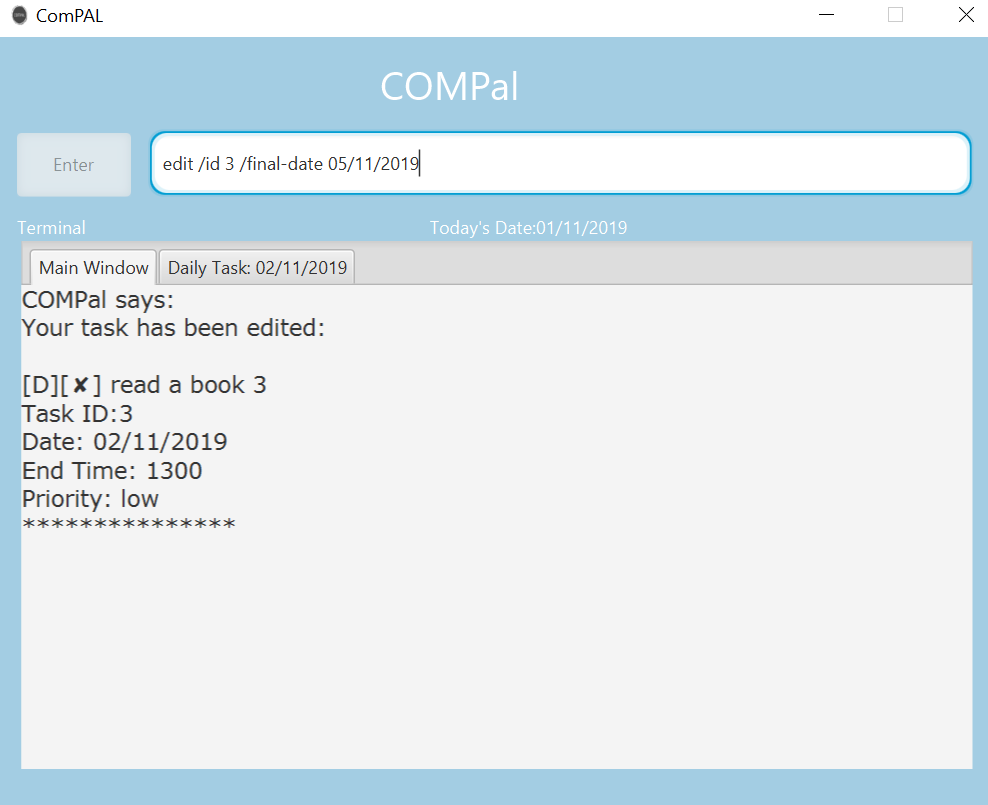 ComPAL
COMPal
Enter
edit /id 3 /final-date 05/11/2019
Terminal
Today's Date:01/11/2019
Main Window
Daily Task: 02/11/2019
COMPal says:
Your task has been edited:
[D][✘] read a book 3
Task ID:3
Date: 02/11/2019
End Time: 1300
Priority: low
***************